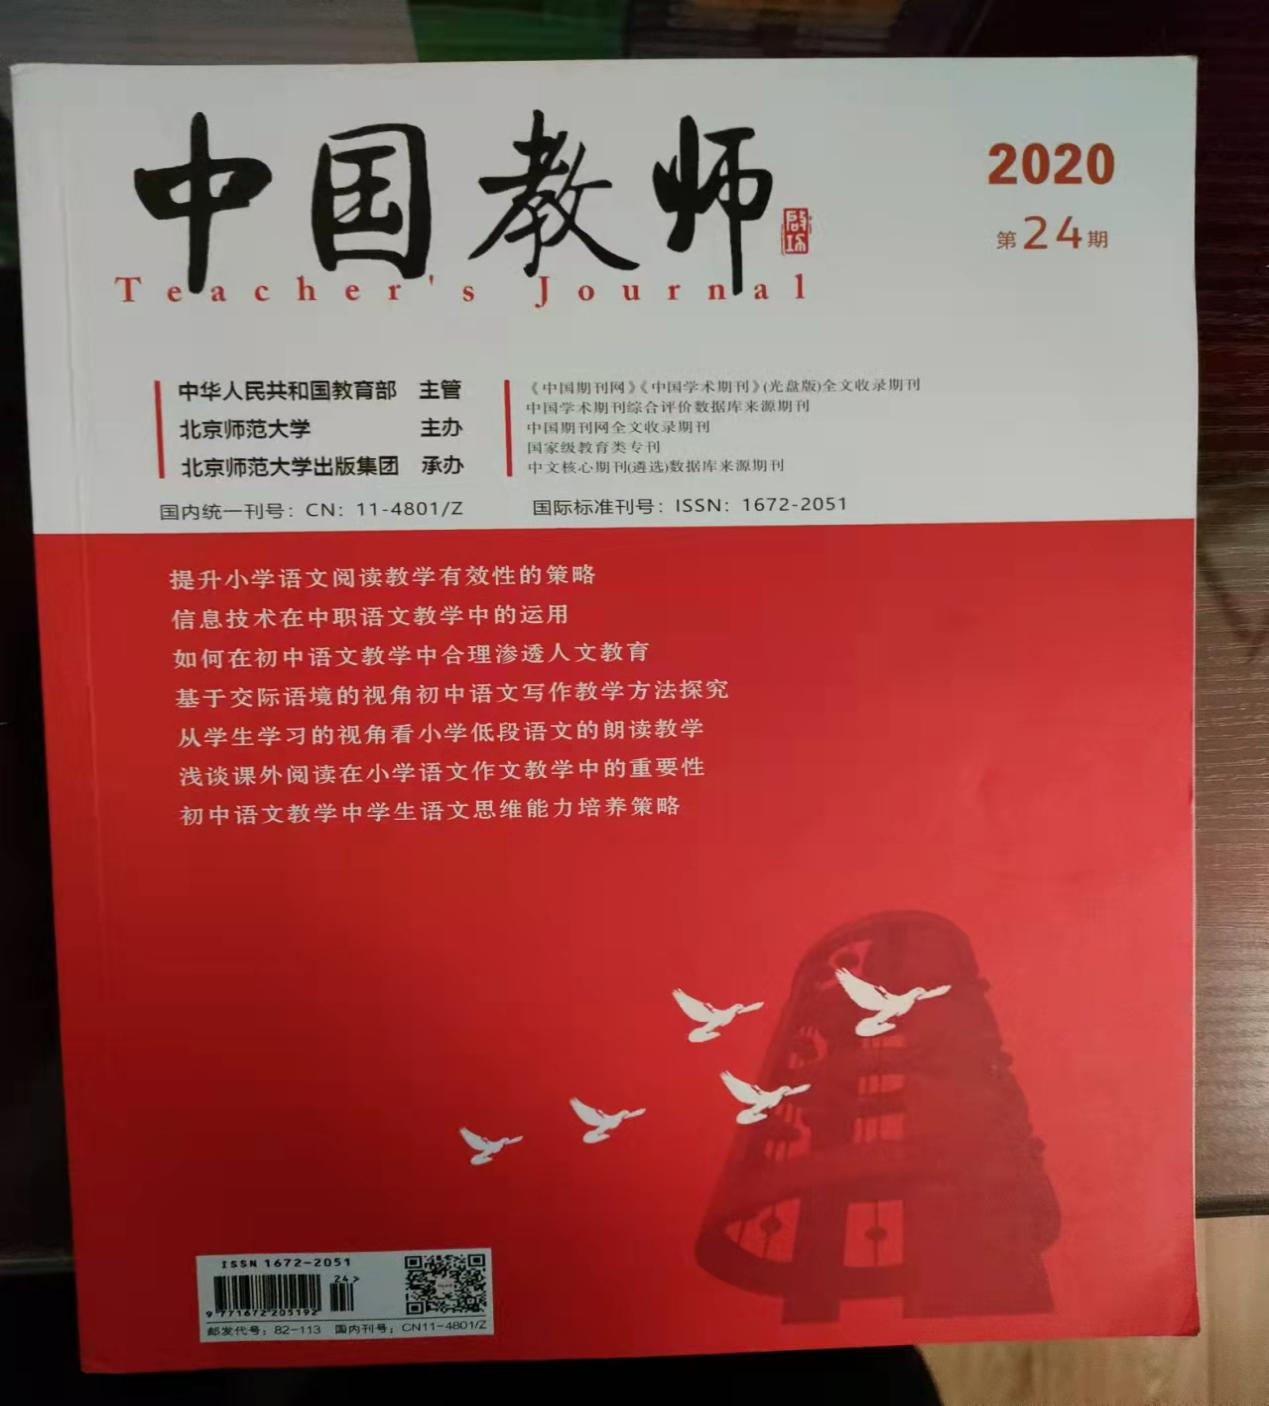 中国教师
启功
Teacher's Journal
2020
第24期
中华人民共和国教育部 主管
北京师范大学 主办
北京师范大学出版集团 承办
《中国期刊网》《中国学术期刊》(光盘版)全文收录期刊
中国学术期刊综合评价数据库来源期刊
中国期刊网全文收录期刊
国家级教育类专刊
中文核心期刊(遴选)数据库来源期刊
国内统一刊号：CN：11-4801/Z
国际标准刊号：ISSN：1672-2051
提升小学语文阅读教学有效性的策略
信息技术在中职语文教学中的运用
如何在初中语文教学中合理渗透人文教育
基于交际语境的视角初中语文写作教学方法探究
从学生学习的视角看小学低段语文的朗读教学
浅谈课外阅读在小学语文作文教学中的重要性
初中语文教学中学生语文思维能力培养策略
ISSN 1672-2051
24>
9 771672 205192
邮发代号：82-113 国内刊号：CN11-4801/Z